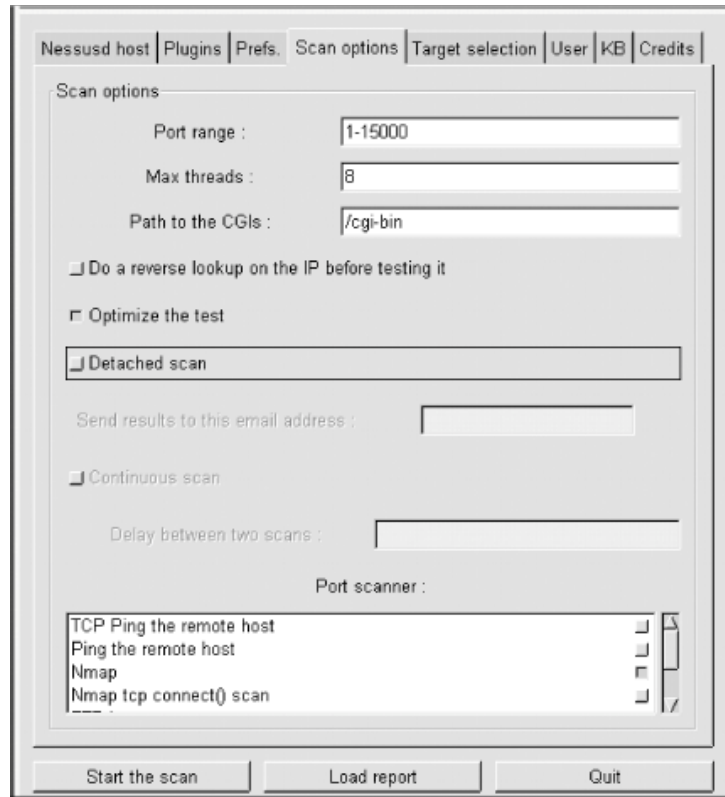 Nessusd host Plugins Prefs. Scan options Target selection User KB Credits
Scan options
Port range : 1-15000
Max threads : 8
Path to the CGIs : /cgi-bin
Do a reverse lookup on the IP before testing it
Optimize the test
Detached scan
Send results to this email address :
Continuous scan
Delay between two scans :
Port scanner :
TCP Ping the remote host
Ping the remote host
Nmap
Nmap tcp connect() scan
Start the scan Load report Quit